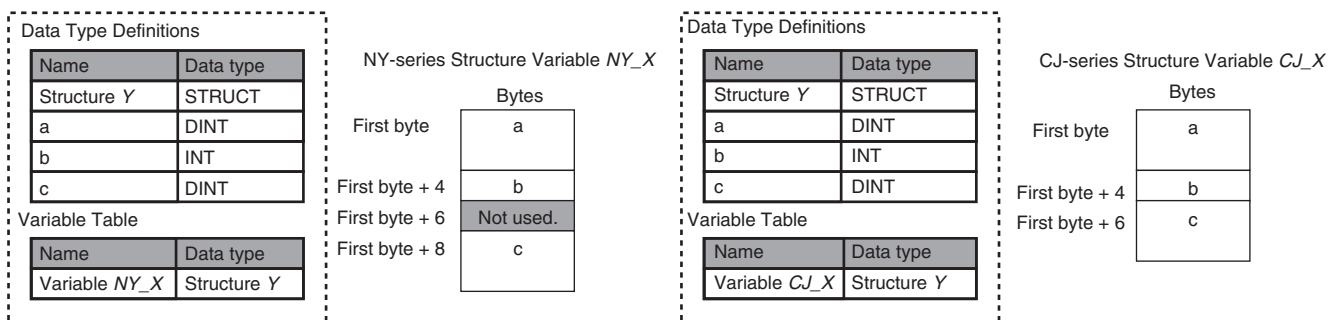 Data Type Definitions
Name Data type
Structure Y STRUCT
a DINT
b INT
c DINT
Variable Table
Name Data type
Variable NY_X Structure Y
NY-series Structure Variable NY_X
Bytes
First byte a
First byte + 4 b
First byte + 6 Not used.
First byte + 8 c
Data Type Definitions
Name Data type
Structure Y STRUCT
a DINT
b INT
c DINT
Variable Table
Name Data type
Variable CJ_X Structure Y
CJ-series Structure Variable CJ_X
Bytes
First byte a
First byte + 4 b
First byte + 6 c